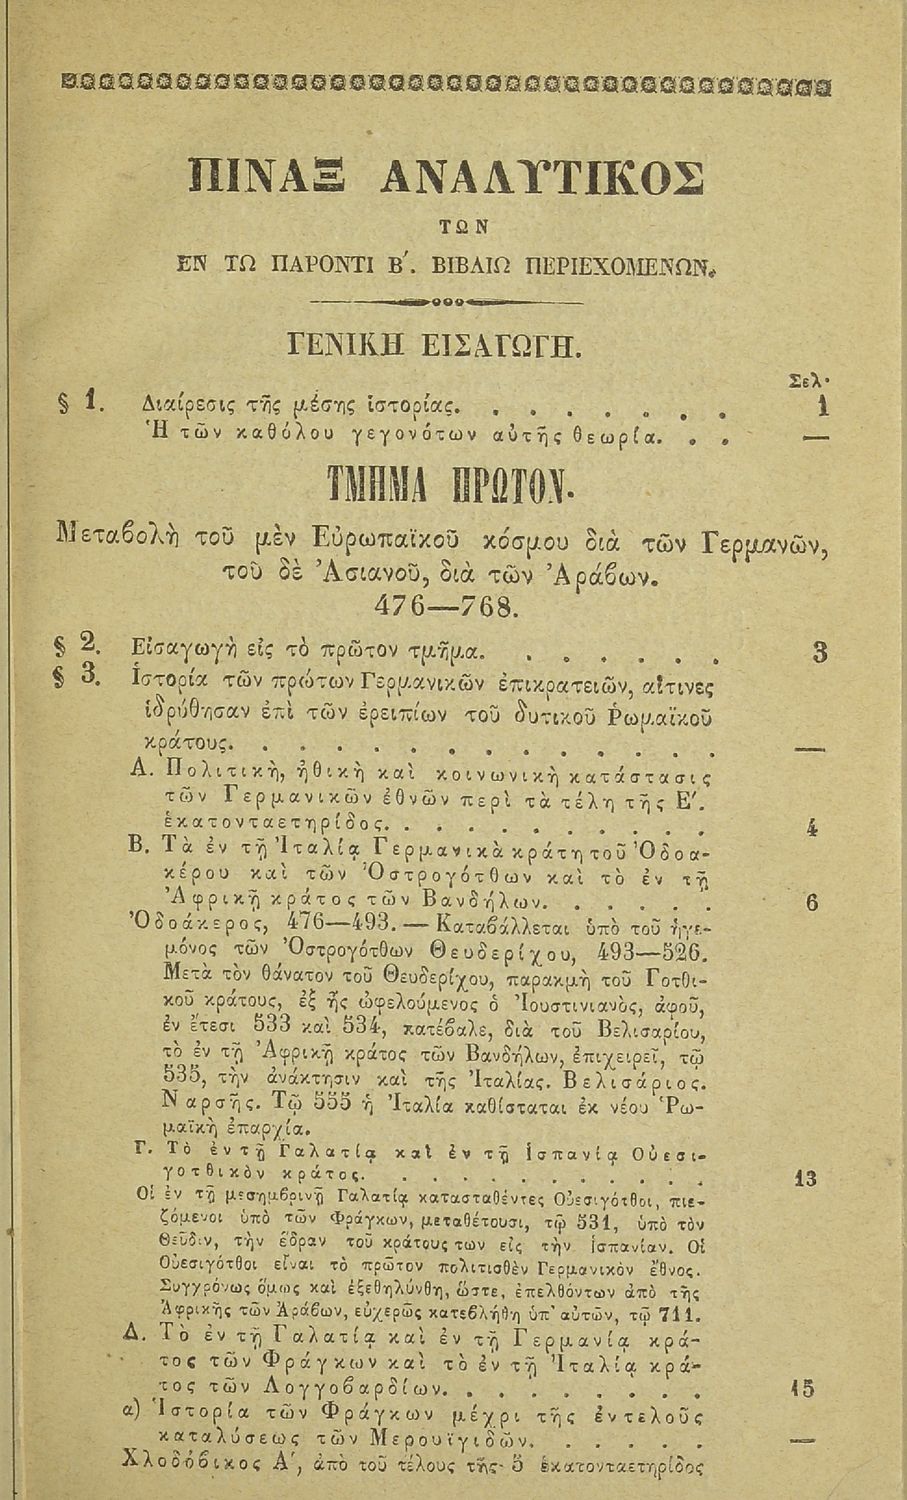 ΠΙΝΑΞ ΑΝΑΛΥΤΙΚΟΣ
ΤΩΝ
ΕΝ ΤΩ ΠΑΡΟΝΤΙ Β΄. ΒΙΒΛΙΩ ΠΕΡΙΕΧΟΜΕΝΩΝ.
ΓΕΝΙΚΗ ΕΙΣΑΓΩΓΗ.
Σελ·
§ 1. Διαίρεσις τῆς μέσης ἱστορίας. . . . . . . . 1
Ἡ τῶν καθόλου γεγονότων αὐτῆς θεωρία. . . —
ΤΜΗΜΑ ΠΡΩΤΟΝ.
Μεταϐολὴ τοῦ μὲν Εὐρωπαϊκοῦ κόσμου διὰ τῶν Γερμανῶν,
τοῦ δὲ Ἀσιανοῦ, διὰ τῶν Ἀράϐων.
476—768.
§ 2. Εἰσαγωγὴ εἰς τὸ πρῶτον τμῆμα. . . . . . . 3
§ 3. Ἱστορία τῶν πρώτων Γερμανικῶν ἐπικρατειῶν, αἵτινες
ἱδρύθησαν ἐπὶ τῶν ἐρειπίων τοῦ δυτικοῦ Ῥωμαϊκοῦ
κράτους. . . . . . . . . . . . . . —
Α. Πολιτικὴ, ἠθικὴ καὶ κοινωνικὴ κατάστασις
τῶν Γερμανικῶν ἐθνῶν περὶ τὰ τέλη τῆς Ε΄.
ἑκατονταετηρίδος. . . . . . . . . . . 4
Β. Τὰ ἐν τῇ Ἰταλίᾳ Γερμανικὰ κράτη τοῦ Ὀδοα-
κέρου καὶ τῶν Ὀστρογότθων καὶ τὸ ἐν τῇ
Ἀφρικῇ κράτος τῶν Βανδήλων. . . . . . 6
Ὀδοάκερος, 476—493. — Καταϐάλλεται ὑπὸ τοῦ ἡγε-
μόνος τῶν Ὀστρογότθων Θευδερίχου, 493—526.
Μετὰ τὸν θάνατον τοῦ Θευδερίχου, παρακμὴ τοῦ Γοτθι-
κοῦ κράτους, ἐξ ἧς ὠφελούμενος ὁ Ἰουστινιανὸς, ἀφοῦ,
ἐν ἔτεσι 533 καὶ 534, κατέϐαλε, διὰ τοῦ Βελισαρίου,
τὸ ἐν τῇ Ἀφρικῇ κράτος τῶν Βανδήλων, ἐπιχειρεῖ, τῷ
535, τὴν ἀνάκτησιν καὶ τῆς Ἰταλίας. Βελισάριος.
Ναρσῆς. Τῷ 555 ἡ Ἰταλία καθίσταται ἐκ νέου Ῥω-
μαϊκὴ ἐπαρχία.
Γ. Τὸ ἐν τῇ Γαλατίᾳ καὶ ἐν τῇ Ἱσπανίᾳ Οὐεσι-
γοτθικὸν κράτος. . . . . . . . . . . 13
Οἱ ἐν τῇ μεσημϐρινῇ Γαλατίᾳ κατασταθέντες Οὐεσιγότθοι, πιε-
ζόμενοι ὑπὸ τῶν Φράγκων, μεταθέτουσι, τῷ 531, ὑπὸ τὸν
Θεῦδιν, τὴν ἕδραν τοῦ κράτους των εἰς τὴν Ἱσπανίαν. Οἱ
Οὐεσιγότθοι εἶναι τὸ πρῶτον πολιτισθὲν Γερμανικὸν ἔθνος.
Συγχρόνως ὅμως καὶ ἐξεθηλύνθη, ὥστε, ἐπελθόντων ἀπὸ τῆς
Ἀφρικῆς τῶν Ἀράϐων, εὐχερῶς κατεϐλήθη ὑπ᾽ αὐτῶν, τῷ 711.
Δ. Τὸ ἐν τῇ Γαλατίᾳ καὶ ἐν τῇ Γερμανίᾳ κρά-
τος τῶν Φράγκων καὶ τὸ ἐν τῇ Ἰταλίᾳ κρά-
τος τῶν Λογγοϐαρδίων. . . . . . . . . 15
α) Ἱστορία τῶν Φράγκων μέχρι τῆς ἐντελοῦς
καταλύσεως τῶν Μερουϊγιδῶν. . . . . . —
Χλοδόϐικος Α΄, ἀπὸ τοῦ τέλους τῆς 5 ἑκατονταετηρίδος